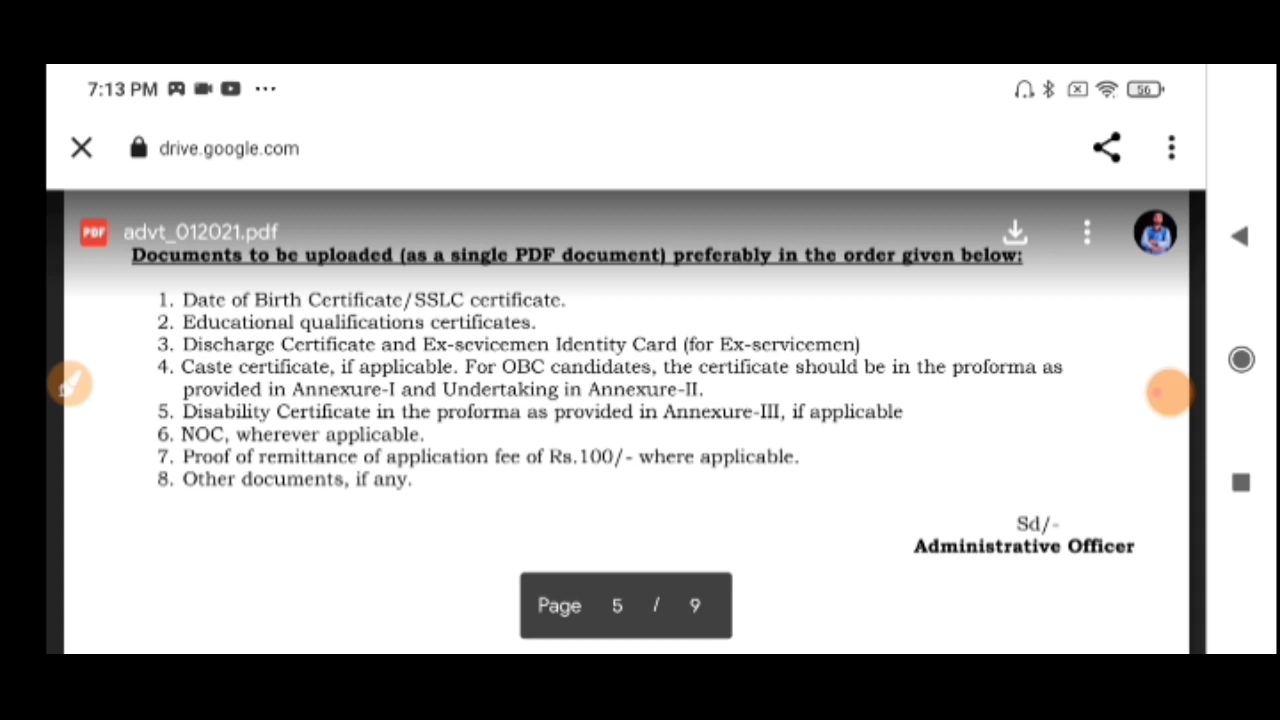 7:13 PM ...
56
drive.google.com
PDF advt_012021.pdf
Documents to be uploaded (as a single PDF document) preferably in the order given below:
1. Date of Birth Certificate/SSLC certificate.
2. Educational qualifications certificates.
3. Discharge Certificate and Ex-sevicemen Identity Card (for Ex-servicemen)
4. Caste certificate, if applicable. For OBC candidates, the certificate should be in the proforma as
provided in Annexure-I and Undertaking in Annexure-II.
5. Disability Certificate in the proforma as provided in Annexure-III, if applicable
6. NOC, wherever applicable.
7. Proof of remittance of application fee of Rs.100/- where applicable.
8. Other documents, if any.
Sd/-
Administrative Officer
Page 5 / 9